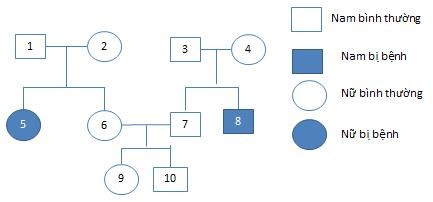 1
2
3
4
Nam bình thường
Nam bị bệnh
5
6
7
8
Nữ bình thường
Nữ bị bệnh
9
10